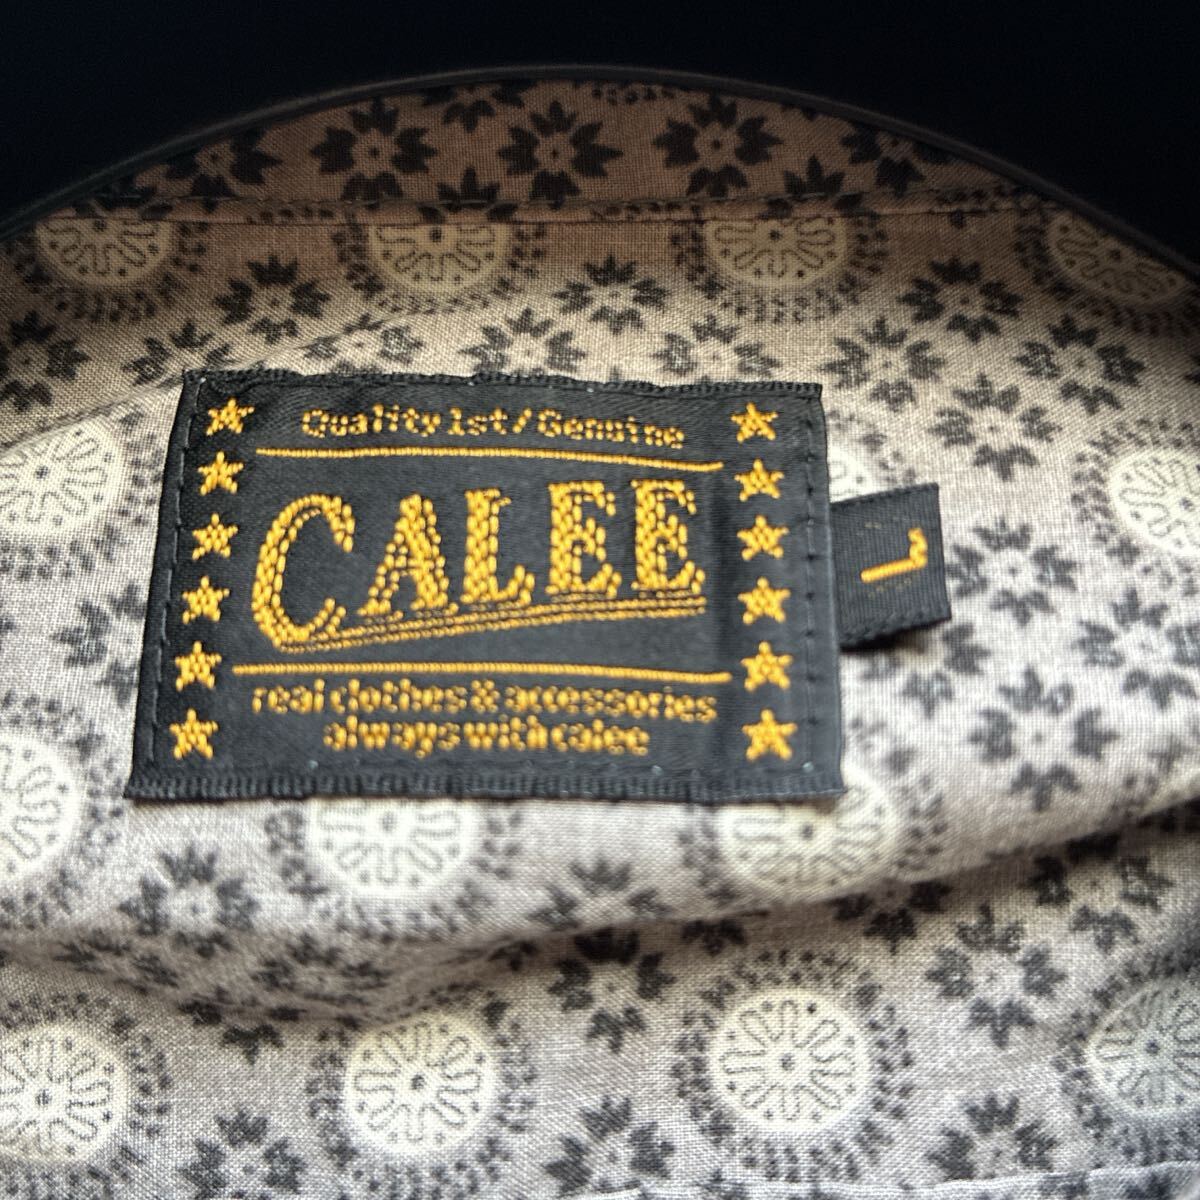 Quality 1st/Genuine
CALEE
real clothes & accessories
always with calee
L